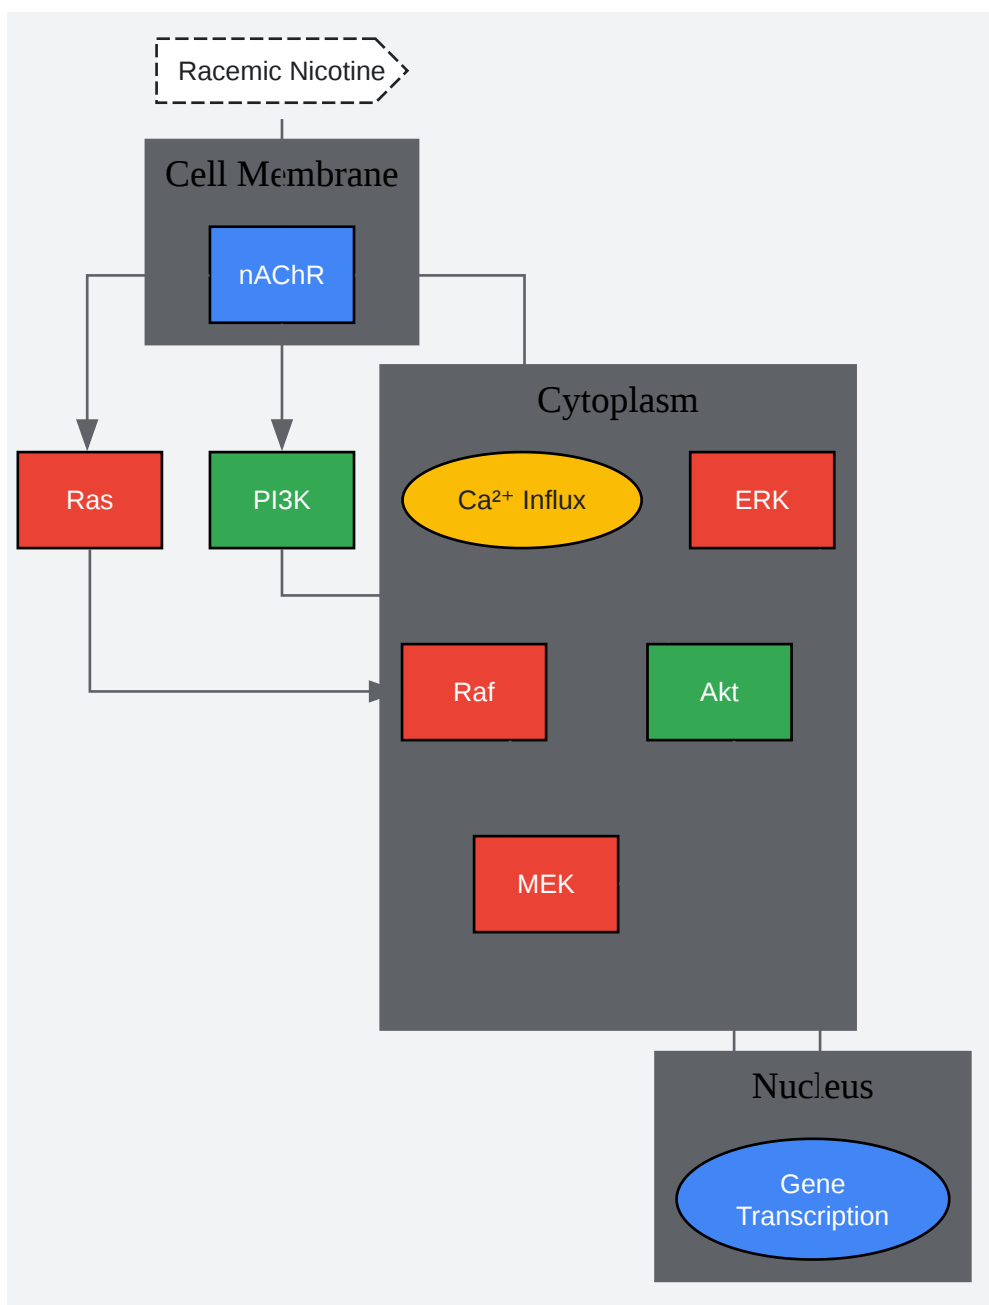 Racemic Nicotine
Cell Membrane
nAChR
Cytoplasm
Ras
PI3K
Ca²⁺ Influx
ERK
Raf
Akt
MEK
Nucleus
Gene
Transcription